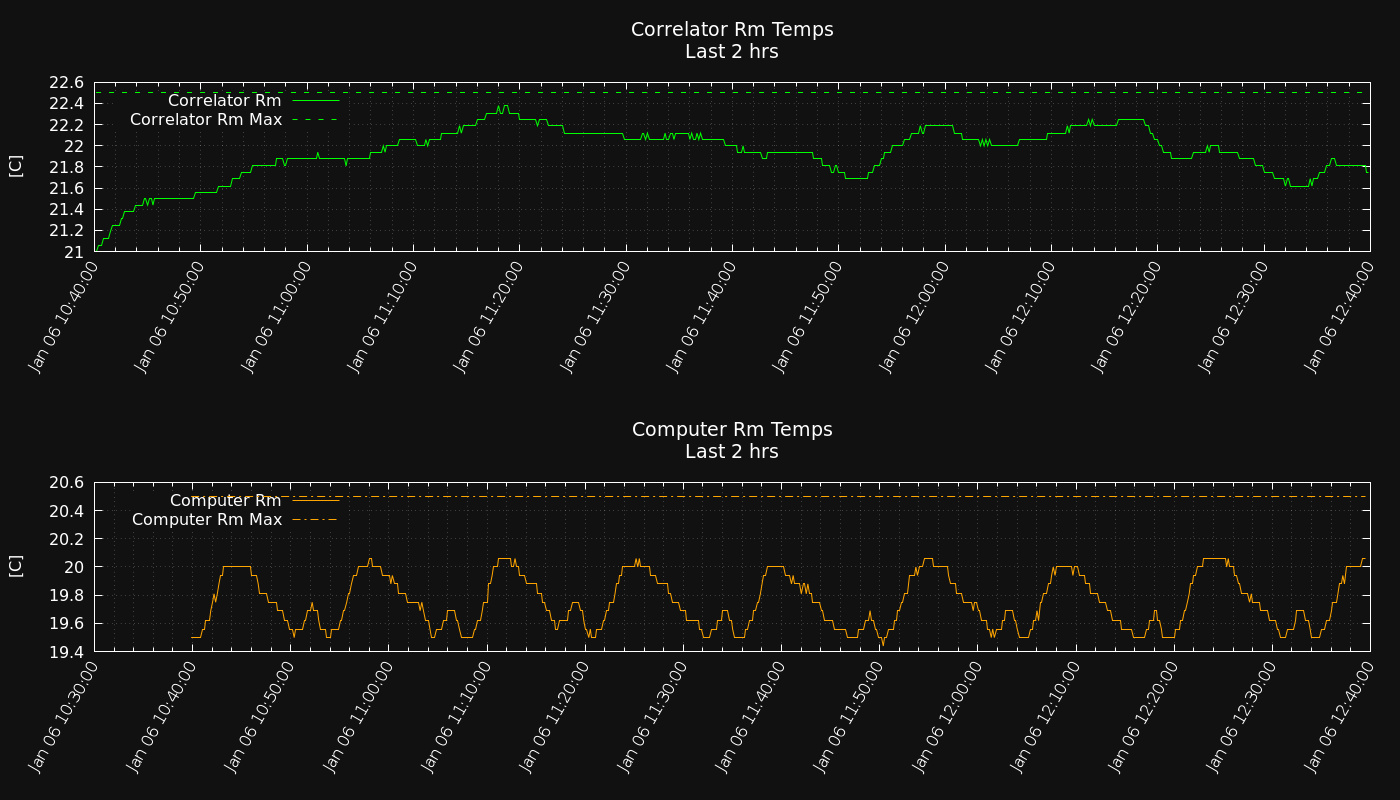 Correlator Rm Temps
Last 2 hrs
22.6
22.4
22.2
22
21.8
21.6
21.4
21.2
21
[C]
Correlator Rm
Correlator Rm Max
Jan 06 10:40:00
Jan 06 10:50:00
Jan 06 11:00:00
Jan 06 11:10:00
Jan 06 11:20:00
Jan 06 11:30:00
Jan 06 11:40:00
Jan 06 11:50:00
Jan 06 12:00:00
Jan 06 12:10:00
Jan 06 12:20:00
Jan 06 12:30:00
Jan 06 12:40:00
Computer Rm Temps
Last 2 hrs
20.6
20.4
20.2
20
19.8
19.6
19.4
[C]
Computer Rm
Computer Rm Max
Jan 06 10:30:00
Jan 06 10:40:00
Jan 06 10:50:00
Jan 06 11:00:00
Jan 06 11:10:00
Jan 06 11:20:00
Jan 06 11:30:00
Jan 06 11:40:00
Jan 06 11:50:00
Jan 06 12:00:00
Jan 06 12:10:00
Jan 06 12:20:00
Jan 06 12:30:00
Jan 06 12:40:00